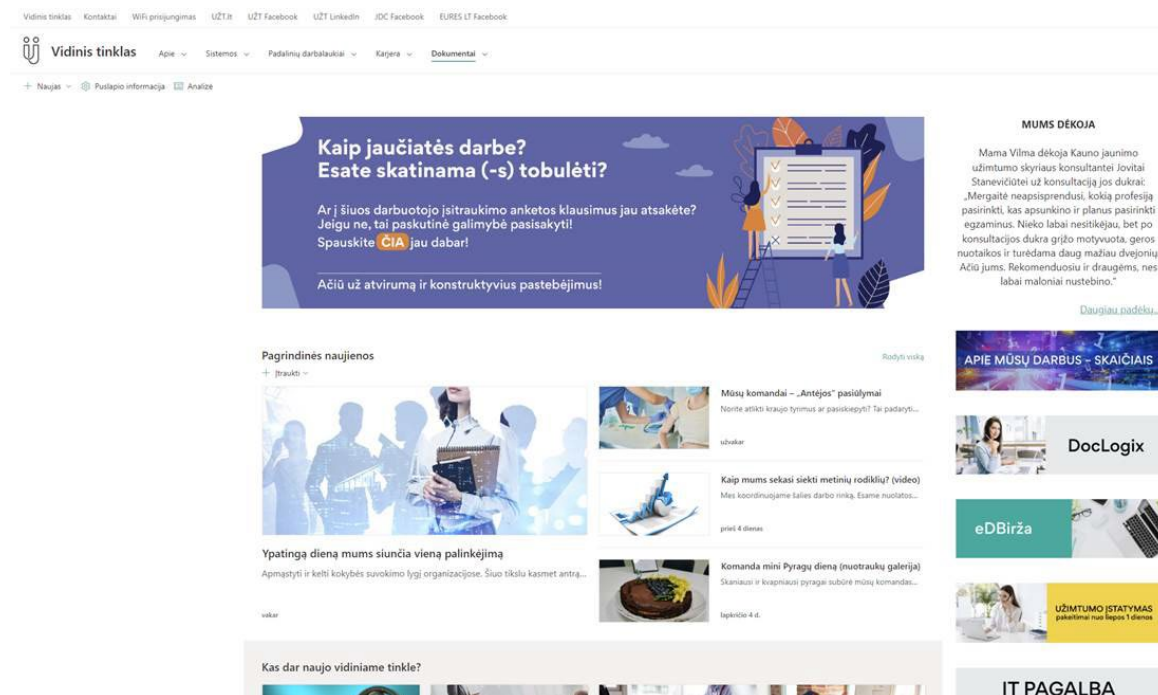 Vidinis tinklas Kontaktai WiFi prisijungimas UŽT.lt UŽT Facebook UŽT LinkedIn JDC Facebook EURES LT Facebook
Vidinis tinklas Apie Sistemos Padalinių darbalaukiai Karjera Dokumentai
+ Naujas Puslapio informacija Analizė
Kaip jaučiatės darbe?
Esate skatinama (-s) tobulėti?
Ar į šiuos darbuotojo įsitraukimo anketos klausimus jau atsakėte?
Jeigu ne, tai paskutinė galimybė pasisakyti!
Spauskite ČIA jau dabar!
Ačiū už atvirumą ir konstruktyvius pastebėjimus!
MUMS DĖKOJA
Mama Vilma dėkoja Kauno jaunimo
užimtumo skyriaus konsultantei Jovitai
Stanevičiūtei už konsultaciją jos dukrai:
„Mergaitė neapsisprendusi, kokią profesiją
pasirinkti, kas apsunkino ir planus pasirinkti
egzaminus. Nieko labai nesitikėjau, bet po
konsultacijos dukra grįžo motyvuota, geros
nuotaikos ir turėdama daug mažiau dvejonių.
Ačiū jums. Rekomenduosiu ir draugėms, nes
labai maloniai nustebino."
Daugiau padėkų...
Pagrindinės naujienos
Rodyti viską
+ Įtraukti
Ypatingą dieną mums siunčia vieną palinkėjimą
Apmąstyti ir kelti kokybės suvokimo lygį organizacijose. Šiuo tikslu kasmet antrą...
vakar
Mūsų komandai – „Antėjos" pasiūlymai
Norite atlikti kraujo tyrimus ar pasiskiepyti? Tai padaryti...
užvakar
Kaip mums sekasi siekti metinių rodiklių? (video)
Mes koordinuojame šalies darbo rinką. Esame nuolatos...
prieš 4 dienas
Komanda mini Pyragų dieną (nuotraukų galerija)
Skaniausi ir kvapniausi pyragai subūrė mūsų komandas...
lapkričio 4 d.
APIE MŪSŲ DARBUS – SKAIČIAIS
DocLogix
eDBirža
UŽIMTUMO ĮSTATYMAS
pakeitimai nuo liepos 1 dienos
IT PAGALBA
Kas dar naujo vidiniame tinkle?